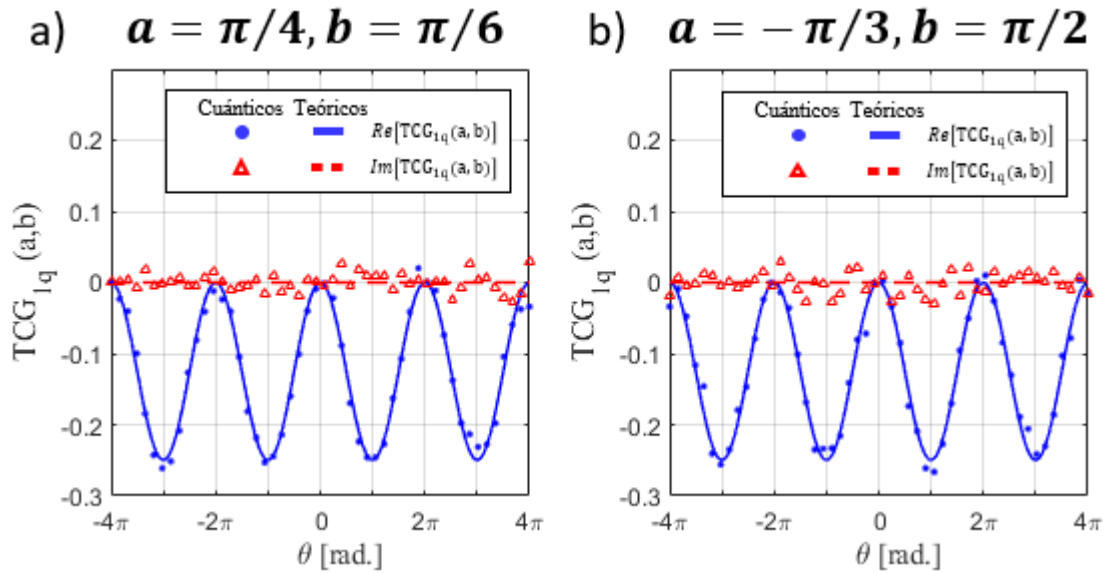 a) a = π/4, b = π/6
Cuánticos Teóricos
Re[TCG1q(a,b)]
Im[TCG1q(a,b)]
0.2
0.1
0
-0.1
-0.2
-0.3
TCG1q (a,b)
-4π -2π 0 2π 4π
θ [rad.]
b) a = −π/3, b = π/2
Cuánticos Teóricos
Re[TCG1q(a,b)]
Im[TCG1q(a,b)]
0.2
0.1
0
-0.1
-0.2
-0.3
TCG1q (a,b)
-4π -2π 0 2π 4π
θ [rad.]